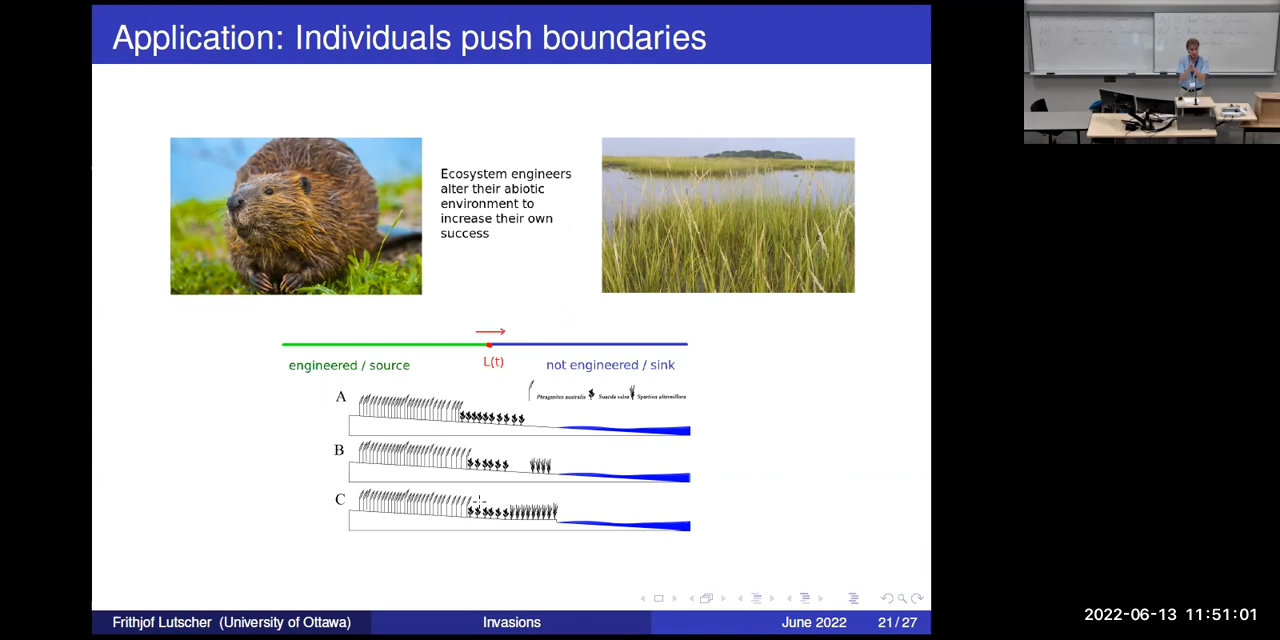 Application: Individuals push boundaries
Ecosystem engineers
alter their abiotic
environment to
increase their own
success
L(t)
engineered / source
not engineered / sink
A
Phragmites australis
Suaeda salsa
Spartina alterniflora
B
C
Frithjof Lutscher (University of Ottawa)
Invasions
June 2022
21 / 27
2022-06-13 11:51:01